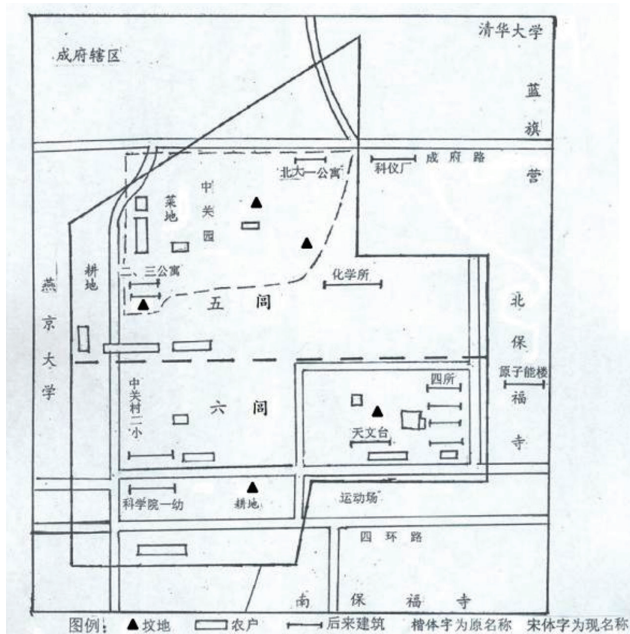 清华大学
成府辖区
蓝旗营
成府路
北大一公寓
科仪厂
中关园
菜地
耕地
二、三公寓
化学所
燕京大学
五间
北保福寺
原子能楼
四所
中关村二小
六间
天文台
科学院一幼
耕地
运动场
四环路
南保福寺
图例： 坟地 农户 后来建筑 楷体字为原名称 宋体字为现名称